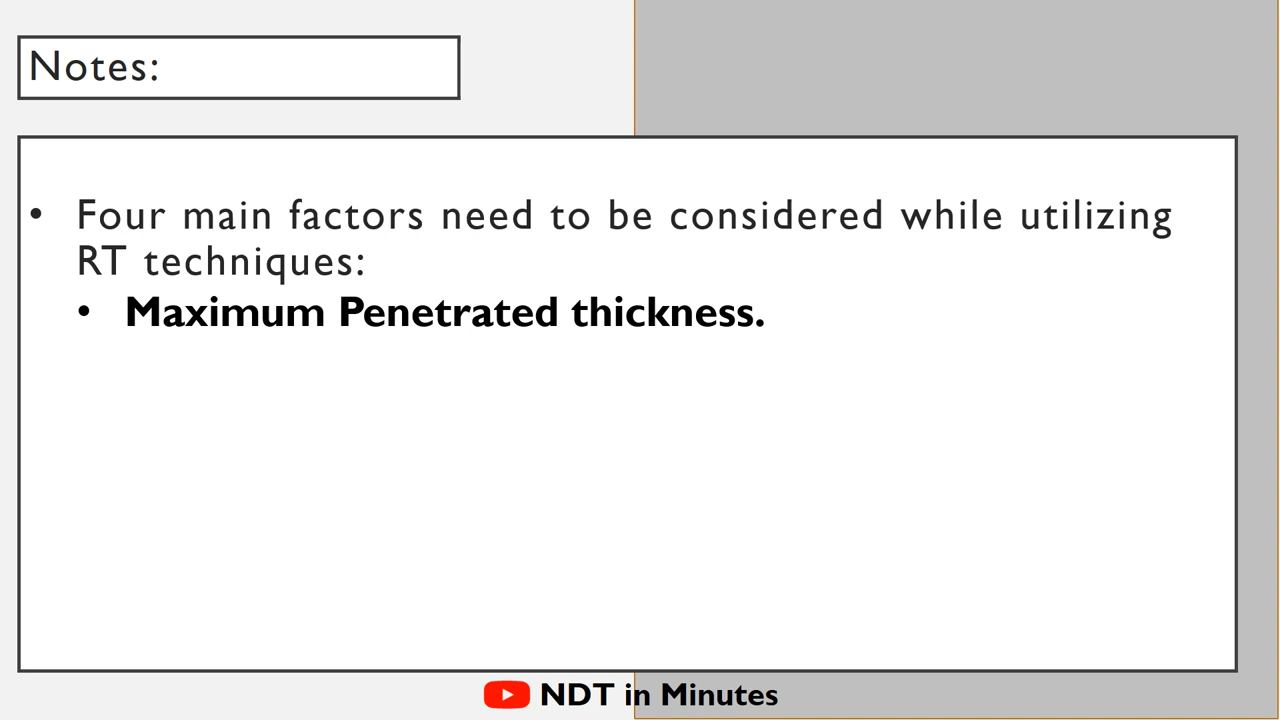 Notes:
• Four main factors need to be considered while utilizing
RT techniques:
• Maximum Penetrated thickness.
NDT in Minutes